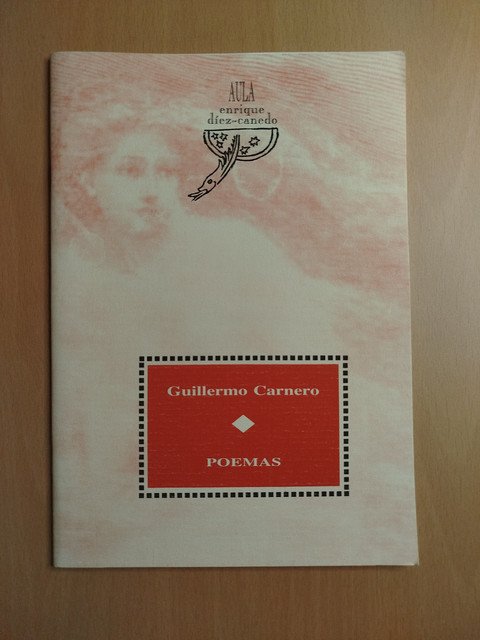 AULA
enrique
díez-canedo
Guillermo Carnero
POEMAS